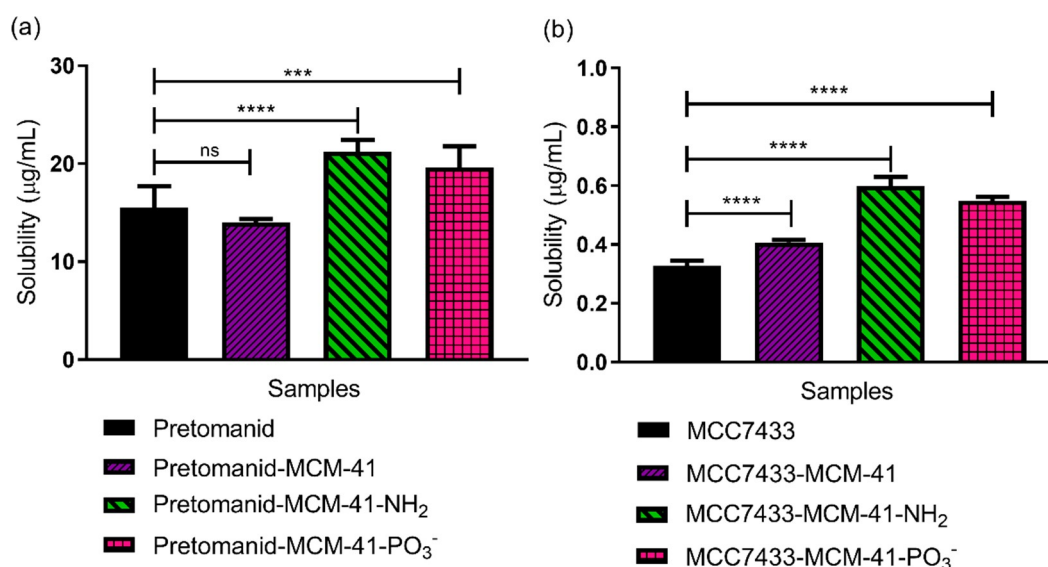 (a)
30
20
10
0
Solubility (μg/mL)
***
****
ns
Samples
Pretomanid
Pretomanid-MCM-41
Pretomanid-MCM-41-NH₂
Pretomanid-MCM-41-PO₃⁻
(b)
1.0
0.8
0.6
0.4
0.2
0.0
Solubility (μg/mL)
****
****
****
Samples
MCC7433
MCC7433-MCM-41
MCC7433-MCM-41-NH₂
MCC7433-MCM-41-PO₃⁻